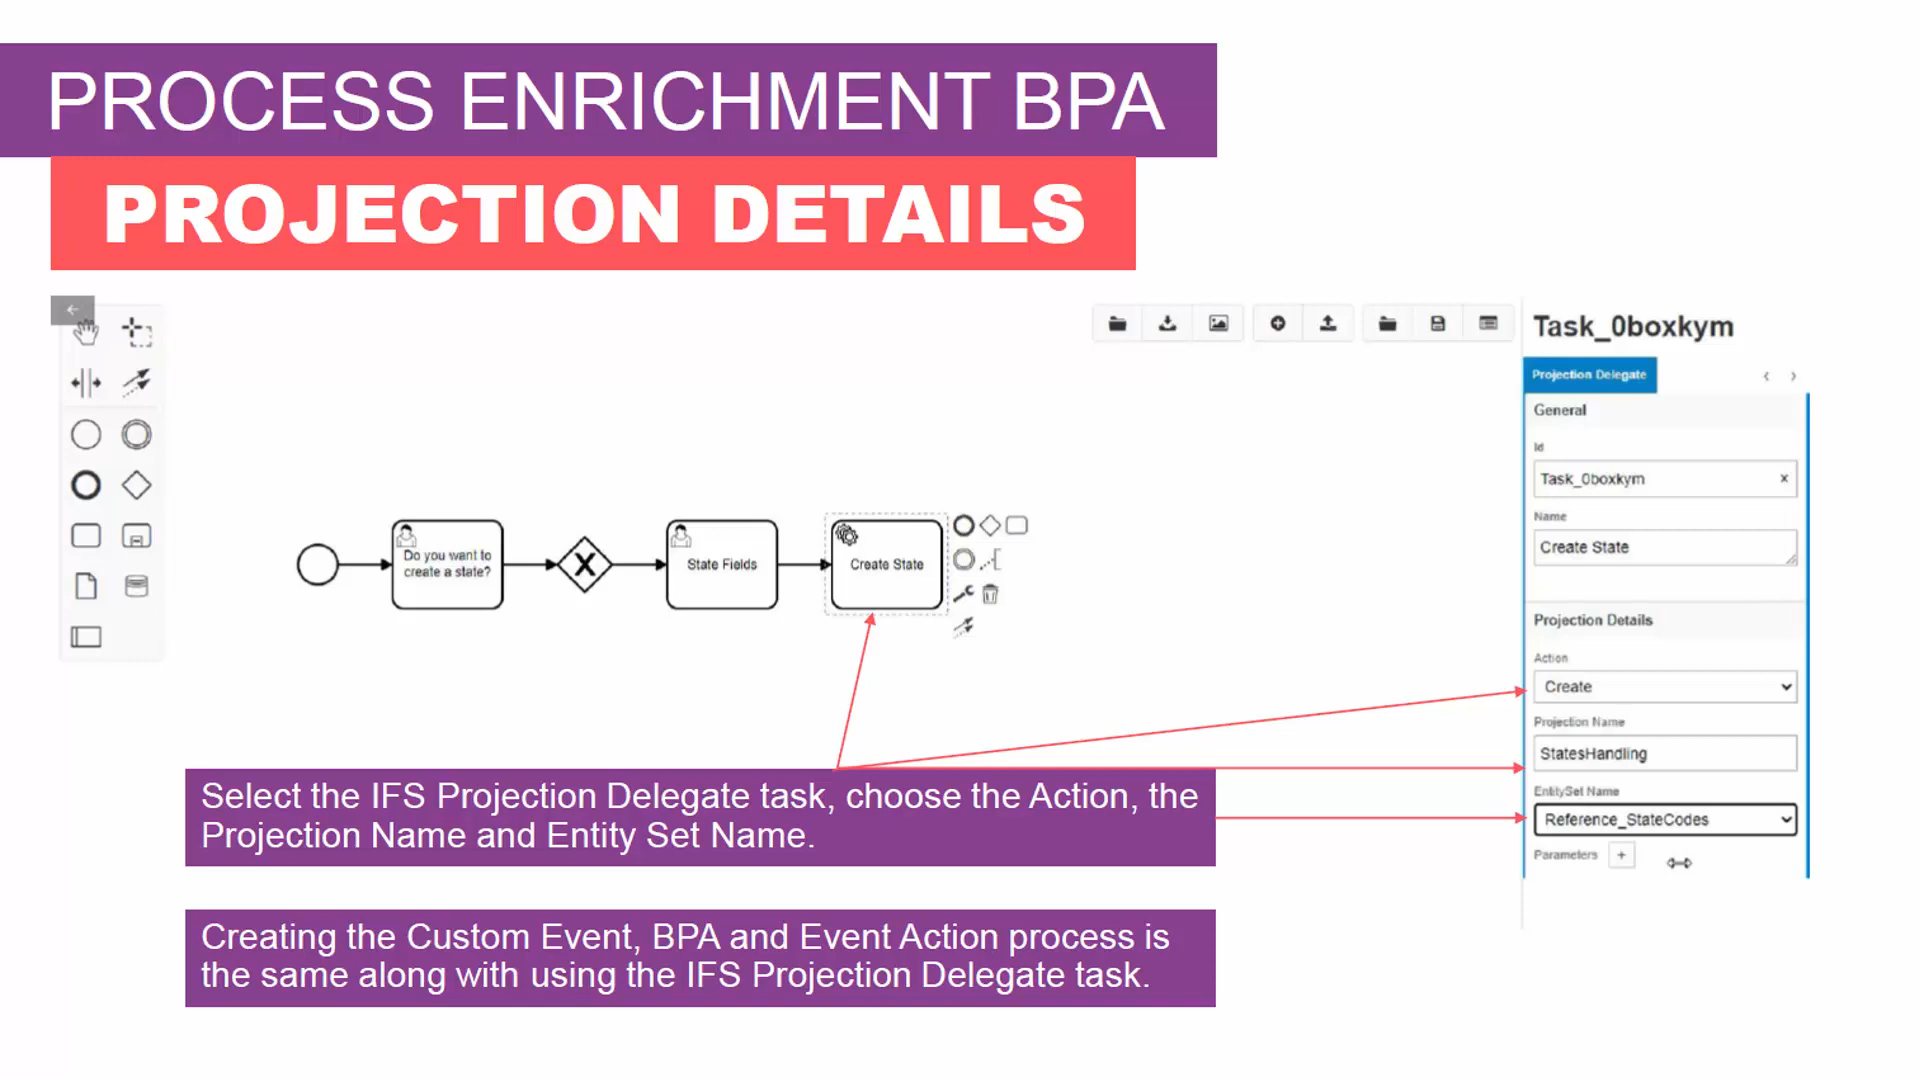 PROCESS ENRICHMENT BPA
PROJECTION DETAILS
Task_0boxkym
Projection Delegate
General
Id
Task_0boxkym
Name
Create State
Projection Details
Action
Create
Projection Name
StatesHandling
EntitySet Name
Reference_StateCodes
Parameters
Do you want to
create a state?
State Fields
Create State
Select the IFS Projection Delegate task, choose the Action, the
Projection Name and Entity Set Name.
Creating the Custom Event, BPA and Event Action process is
the same along with using the IFS Projection Delegate task.